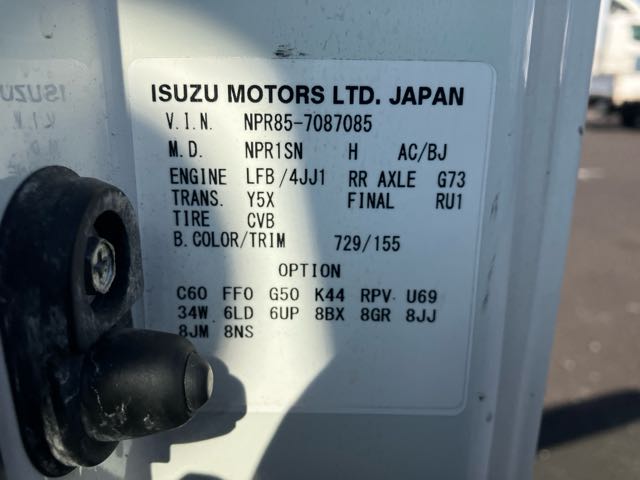 ISUZU MOTORS LTD. JAPAN
V.I.N. NPR85-7087085
M.D. NPR1SN H AC/BJ
ENGINE LFB/4JJ1 RR AXLE G73
TRANS. Y5X FINAL RU1
TIRE CVB
B.COLOR/TRIM 729/155
OPTION
C60 FF0 G50 K44 RPV U69
34W 6LD 6UP 8BX 8GR 8JJ
8JM 8NS